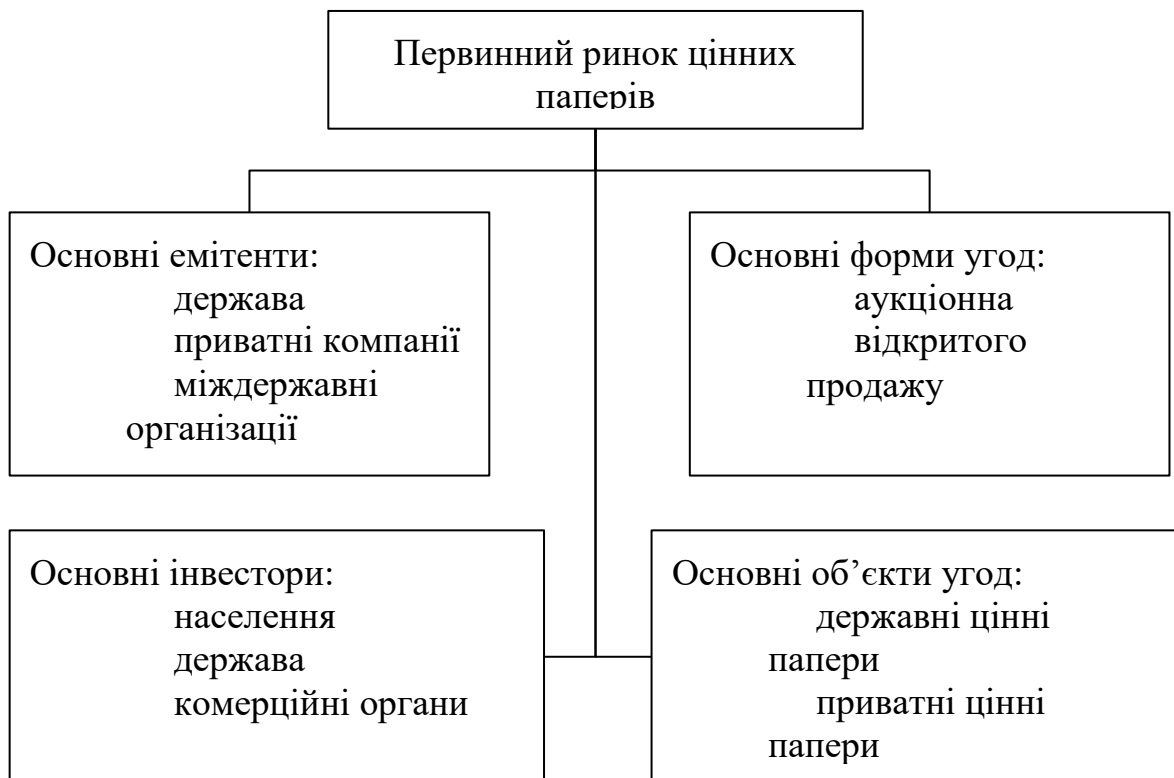 Первинний ринок цінних
паперів
Основні емітенти:
держава
приватні компанії
міждержавні
організації
Основні форми угод:
аукціонна
відкритого
продажу
Основні інвестори:
населення
держава
комерційні органи
Основні об’єкти угод:
державні цінні
папери
приватні цінні
папери